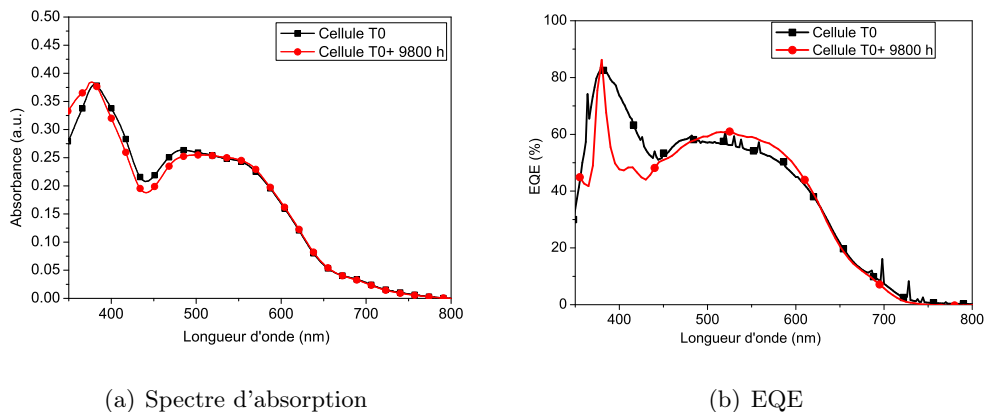 0.50
0.45
0.40
0.35
0.30
0.25
0.20
0.15
0.10
0.05
0.00
Absorbance (a.u.)
Cellule T0
Cellule T0+ 9800 h
400 500 600 700 800
Longueur d'onde (nm)
(a) Spectre d'absorption
100
80
60
40
20
0
EQE (%)
Cellule T0
Cellule T0+ 9800 h
400 500 600 700 800
Longueur d'onde (nm)
(b) EQE